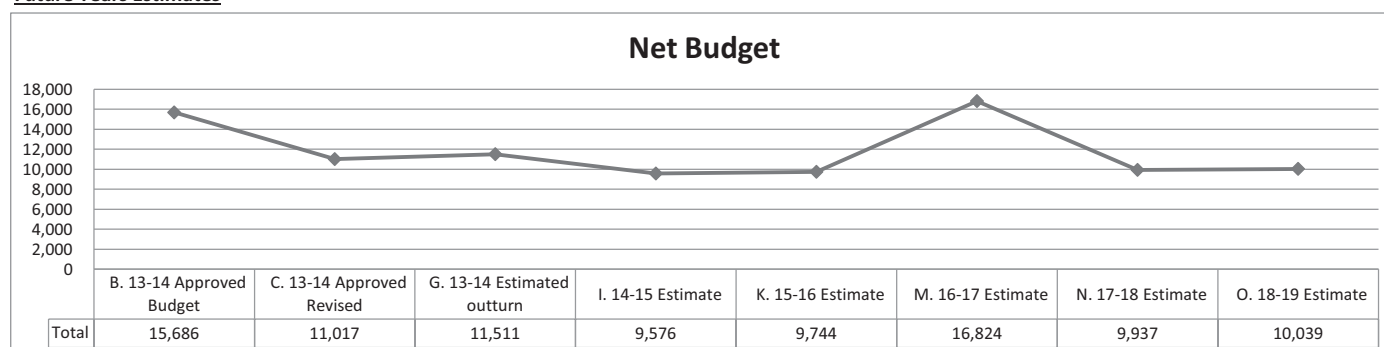 Future Years Estimates
Net Budget
18,000
16,000
14,000
12,000
10,000
8,000
6,000
4,000
2,000
0
B. 13-14 Approved Budget
C. 13-14 Approved Revised
G. 13-14 Estimated outturn
I. 14-15 Estimate
K. 15-16 Estimate
M. 16-17 Estimate
N. 17-18 Estimate
O. 18-19 Estimate
Total 15,686 11,017 11,511 9,576 9,744 16,824 9,937 10,039